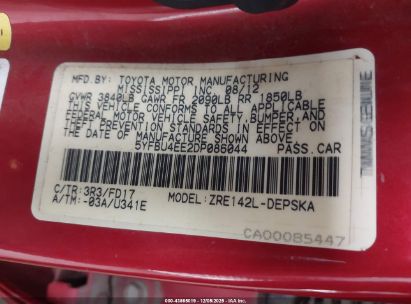 MFD. BY: TOYOTA MOTOR MANUFACTURING
MISSISSIPPI, INC. 08/12
GVWR 3840LB GAWR FR 2090LB RR 1850LB
THIS VEHICLE CONFORMS TO ALL APPLICABLE
FEDERAL MOTOR VEHICLE SAFETY, BUMPER, AND
THEFT PREVENTION STANDARDS IN EFFECT ON THE
DATE OF MANUFACTURE SHOWN ABOVE.
5YFBU4EE2DP086044 PASS.CAR
C/TR:3R3/FD17 MODEL:ZRE142L-DEPSKA
A/TM:-03A/U341E
CA00085447